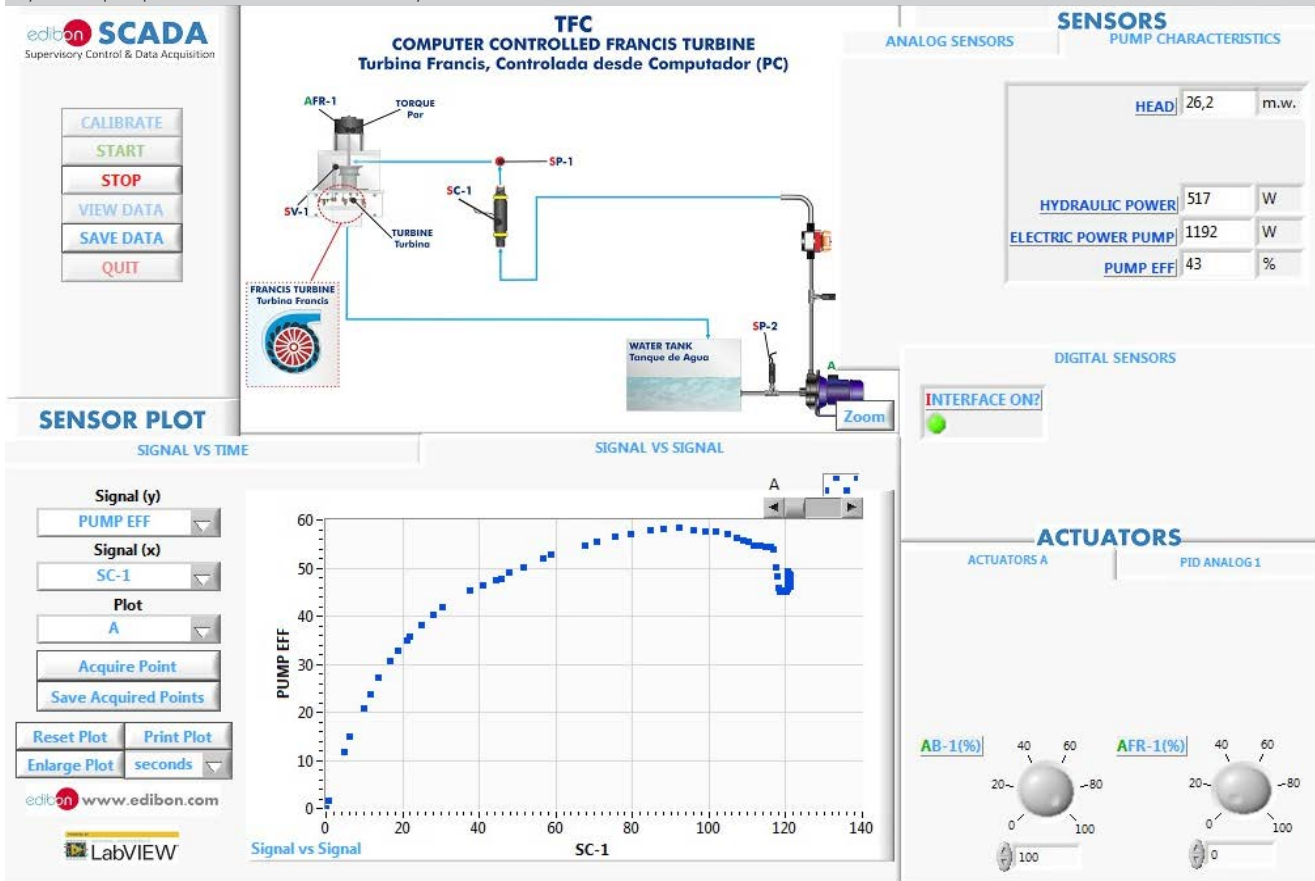 edibon SCADA
Supervisory Control & Data Acquisition
CALIBRATE
START
STOP
VIEW DATA
SAVE DATA
QUIT
TFC
COMPUTER CONTROLLED FRANCIS TURBINE
Turbina Francis, Controlada desde Computador (PC)
AFR-1
TORQUE
Par
SP-1
SC-1
SV-1
TURBINE
Turbina
FRANCIS TURBINE
Turbina Francis
SP-2
WATER TANK
Tanque de Agua
A
Zoom
SENSORS
ANALOG SENSORS
PUMP CHARACTERISTICS
HEAD 26,2 m.w.
HYDRAULIC POWER 517 W
ELECTRIC POWER PUMP 1192 W
PUMP EFF 43 %
DIGITAL SENSORS
INTERFACE ON?
SENSOR PLOT
SIGNAL VS TIME
SIGNAL VS SIGNAL
Signal (y)
PUMP EFF
Signal (x)
SC-1
Plot
A
Acquire Point
Save Acquired Points
Reset Plot Print Plot
Enlarge Plot seconds
edibon www.edibon.com
LabVIEW
A
60
50
40
30
20
10
0
PUMP EFF
0 20 40 60 80 100 120 140
Signal vs Signal
SC-1
ACTUATORS
ACTUATORS A
PID ANALOG 1
AB-1(%)
0 20 40 60 80 100
100
AFR-1(%)
0 20 40 60 80 100
0